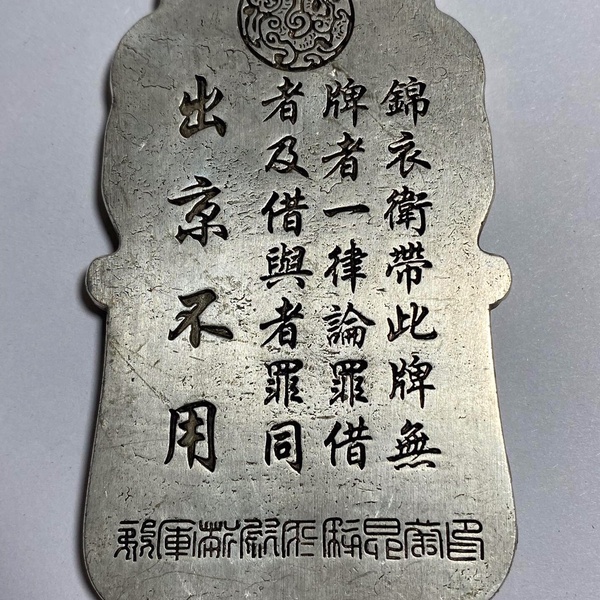 錦衣衛帶此牌無
牌者一律論罪借
者及借與者罪同
出京不用